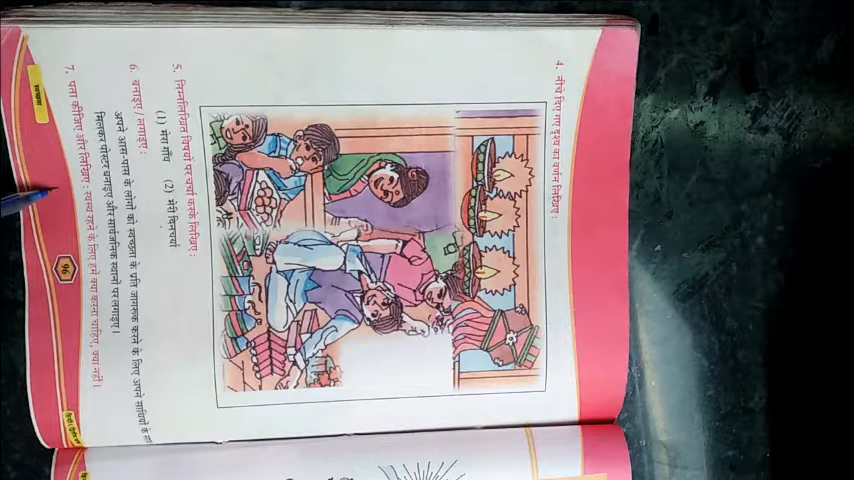 4. नीचे दिए गए दृश्य का वर्णन लिखिए :
5. निम्नलिखित विषयों पर चर्चा करके लिखिए :
(1) मेरा गाँव (2) मेरी दिनचर्या
6. बनाइए / लगाइए :
अपने आस-पास के लोगों को स्वच्छता के प्रति जागरूक करने के लिए अपने साथियों के
मिलकर पोस्टर बनाइए और सार्वजनिक स्थानों पर लगाइए।
7. पता कीजिए और लिखिए : स्वस्थ रहने के लिए हमें क्या करना चाहिए, क्या नहीं।
96